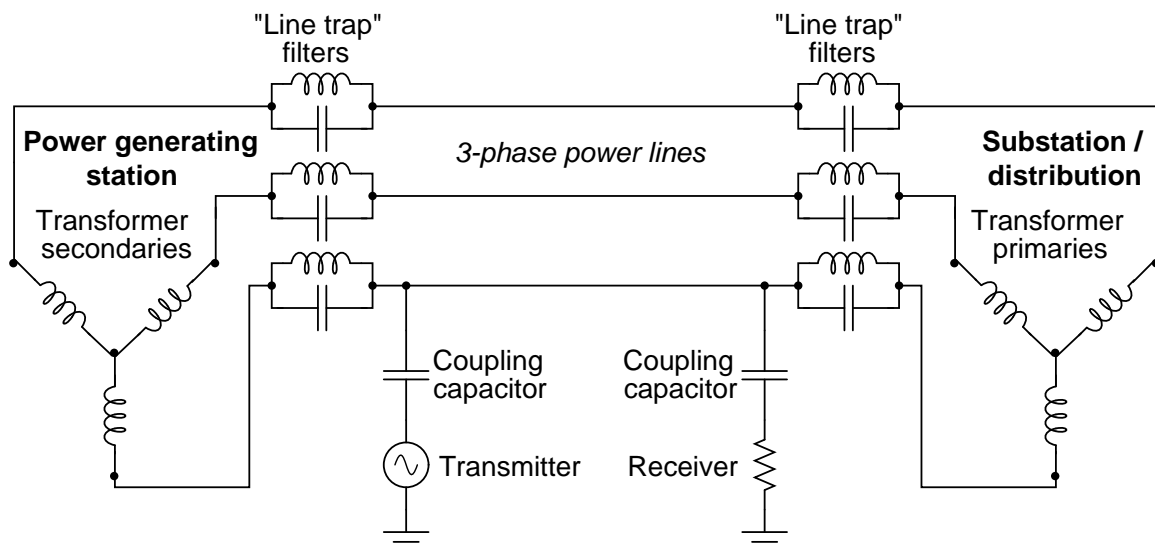 "Line trap"
filters
"Line trap"
filters
Power generating
station
3-phase power lines
Substation /
distribution
Transformer
secondaries
Transformer
primaries
Coupling
capacitor
Coupling
capacitor
Transmitter
Receiver